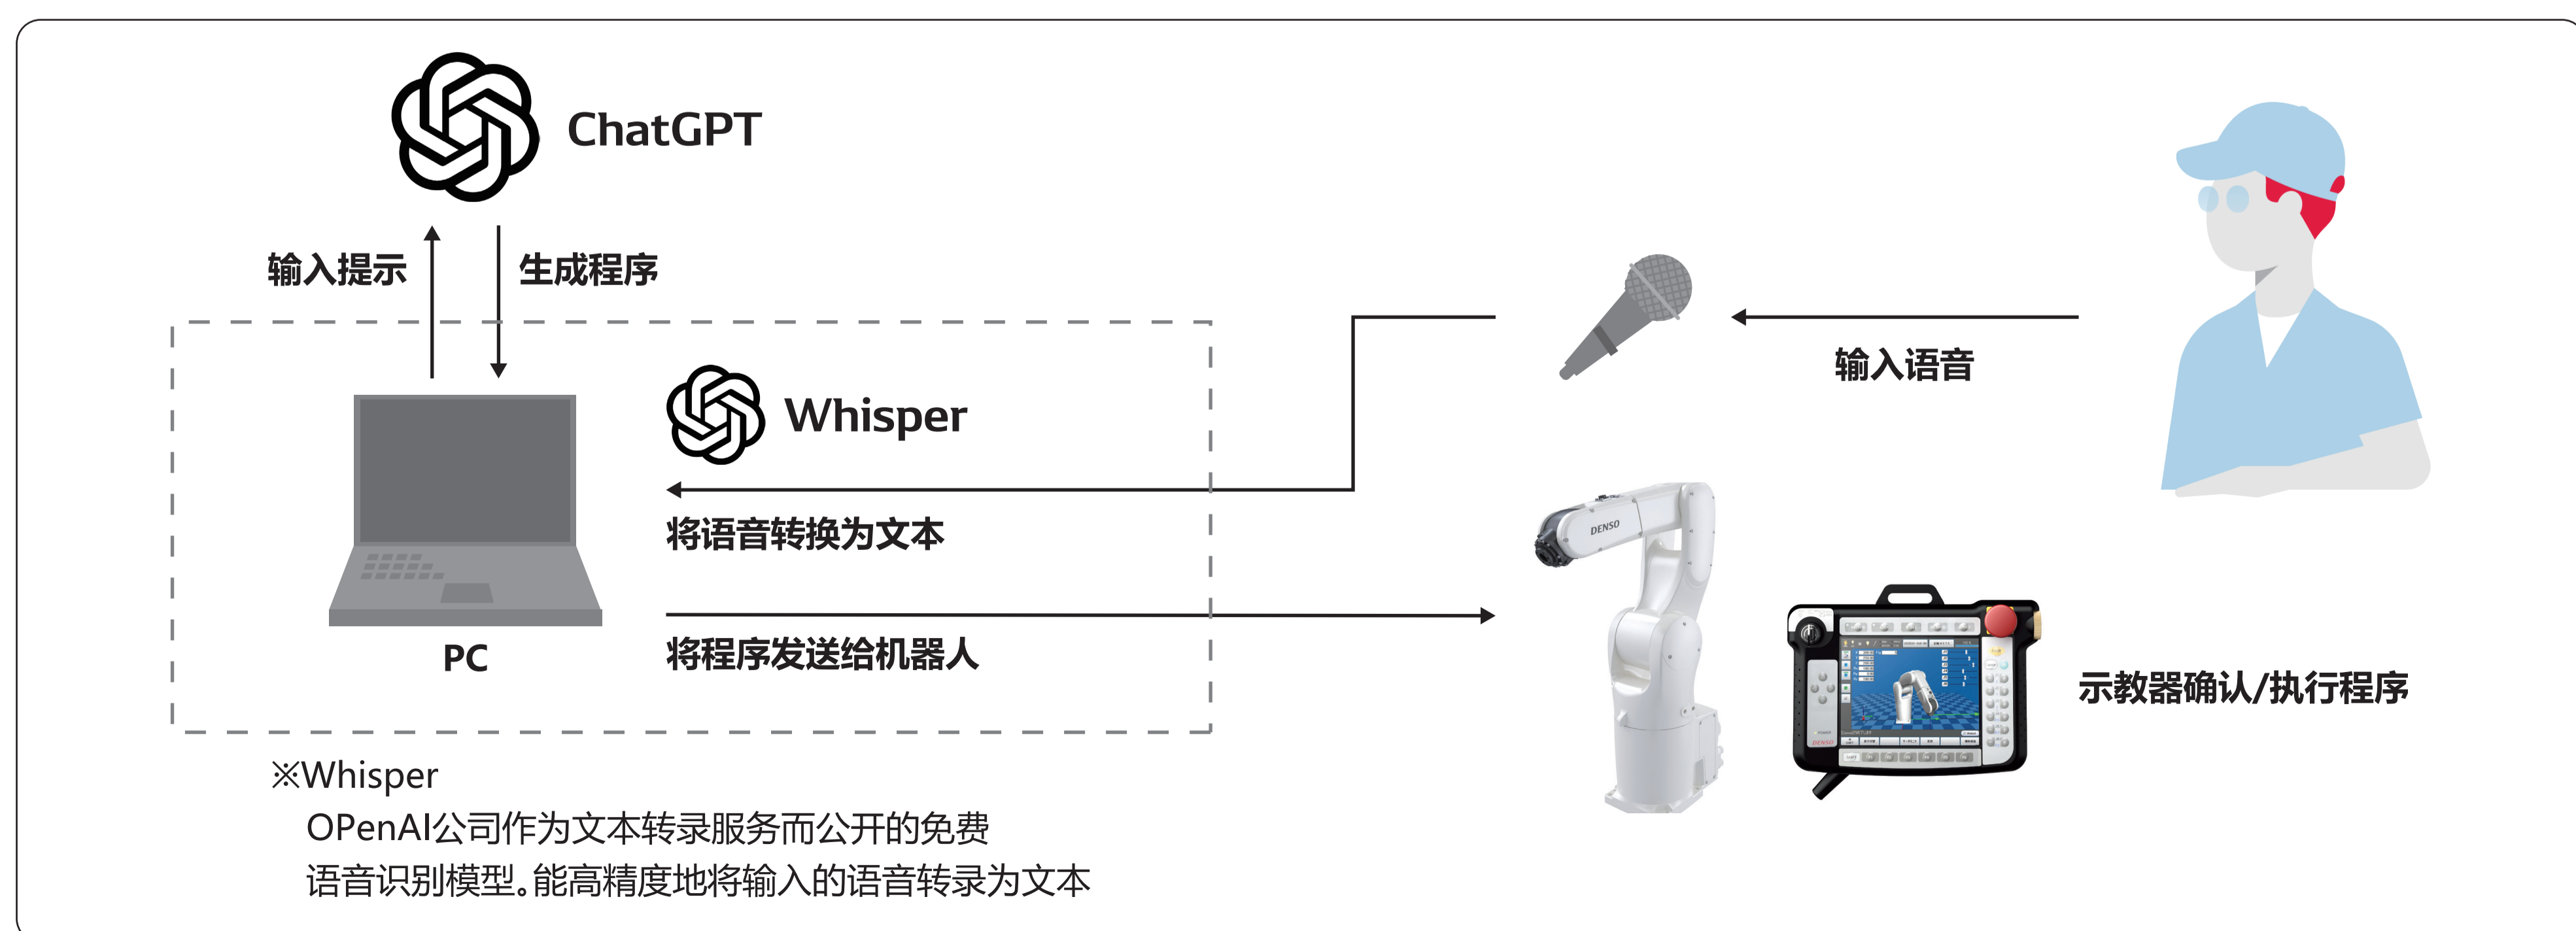 ChatGPT
输入提示
生成程序
Whisper
输入语音
将语音转换为文本
DENSO
PC
将程序发送给机器人
示教器确认/执行程序
DENSO
※Whisper
OPenAI公司作为文本转录服务而公开的免费
语音识别模型。能高精度地将输入的语音转录为文本